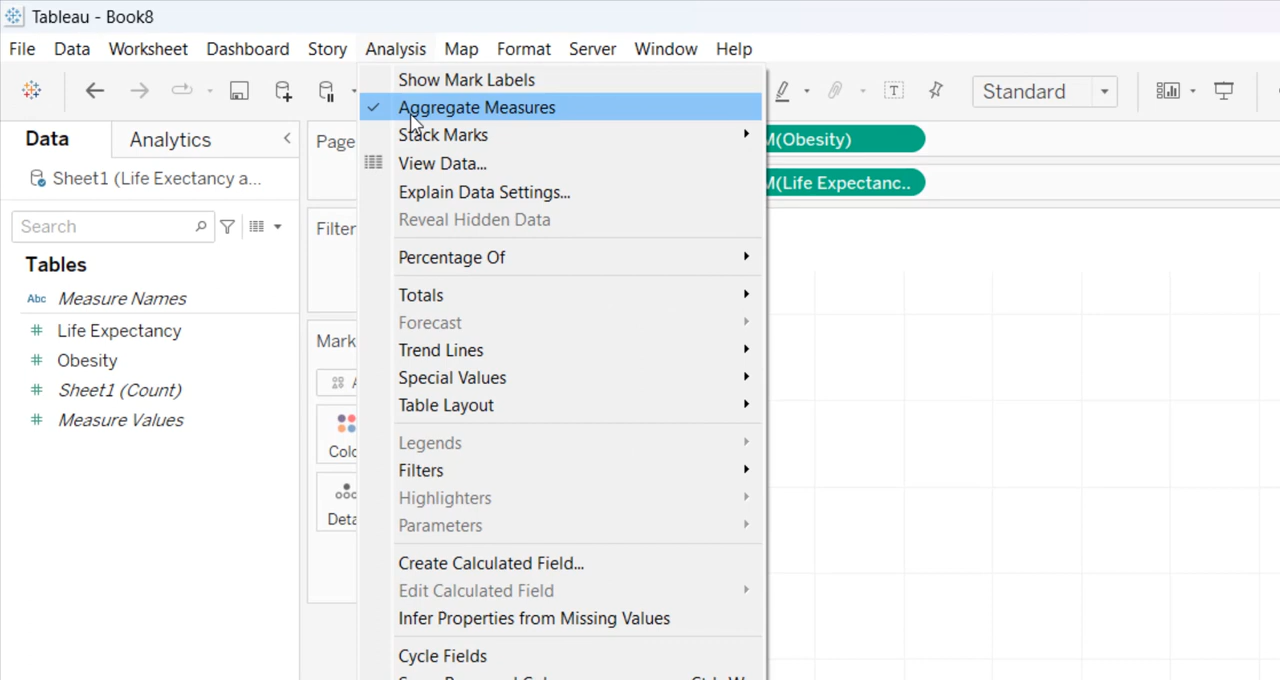 Tableau - Book8
File Data Worksheet Dashboard Story Analysis Map Format Server Window Help
Standard
Data Analytics
Sheet1 (Life Exectancy a...
Search
Tables
Abc Measure Names
Life Expectancy
Obesity
Sheet1 (Count)
Measure Values
Page
Filter
Mark
Colo
Deta
Show Mark Labels
Aggregate Measures
Stack Marks
View Data...
Explain Data Settings...
Reveal Hidden Data
Percentage Of
Totals
Forecast
Trend Lines
Special Values
Table Layout
Legends
Filters
Highlighters
Parameters
Create Calculated Field...
Edit Calculated Field
Infer Properties from Missing Values
Cycle Fields
M(Obesity)
M(Life Expectanc..